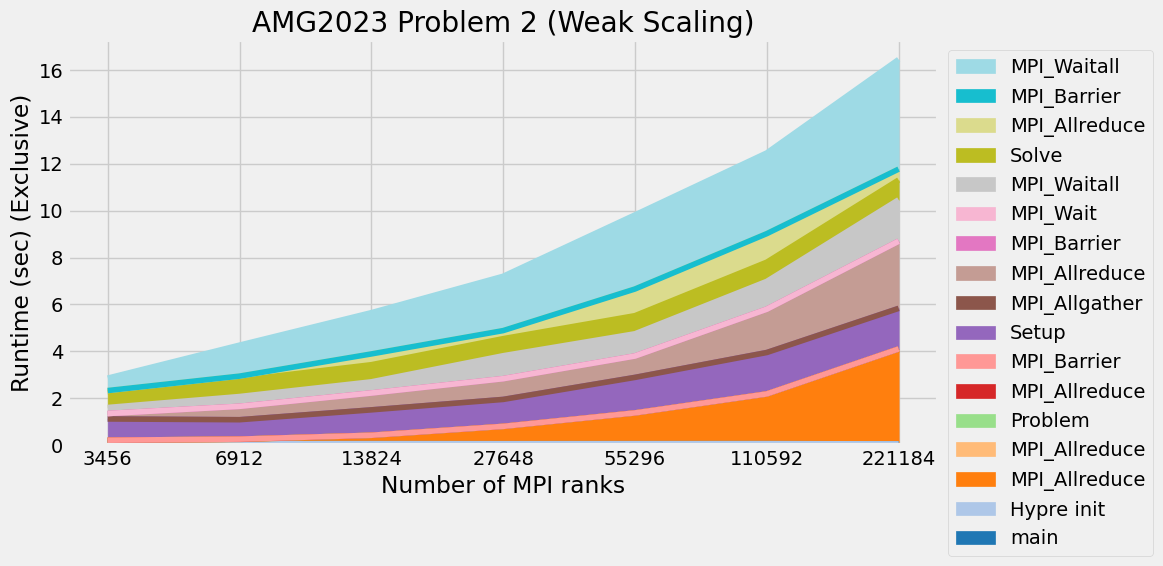 AMG2023 Problem 2 (Weak Scaling)
Runtime (sec) (Exclusive)
16
14
12
10
8
6
4
2
0
3456 6912 13824 27648 55296 110592 221184
Number of MPI ranks
MPI_Waitall
MPI_Barrier
MPI_Allreduce
Solve
MPI_Waitall
MPI_Wait
MPI_Barrier
MPI_Allreduce
MPI_Allgather
Setup
MPI_Barrier
MPI_Allreduce
Problem
MPI_Allreduce
MPI_Allreduce
Hypre init
main